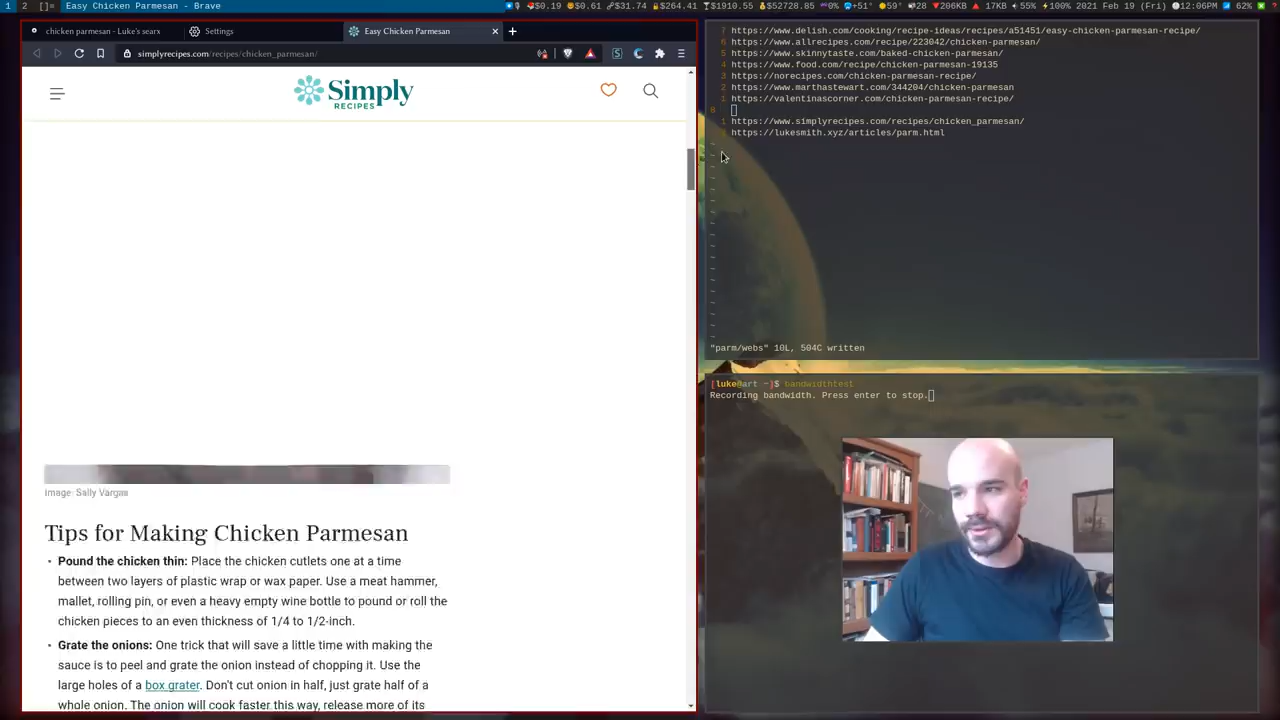 1 2 []= Easy Chicken Parmesan - Brave
$0.19 $0.61 $31.74 $264.41 $1910.55 $52728.85 0% +51° 59° 28 206KB 17KB 55% 100% 2021 Feb 19 (Fri) 12:06PM 62%
chicken parmesan - Luke's searx
Settings
Easy Chicken Parmesan
simplyrecipes.com/recipes/chicken_parmesan/
Simply
RECIPES
image: Sally Vargas
Tips for Making Chicken Parmesan
Pound the chicken thin: Place the chicken cutlets one at a time
between two layers of plastic wrap or wax paper. Use a meat hammer,
mallet, rolling pin, or even a heavy empty wine bottle to pound or roll the
chicken pieces to an even thickness of 1/4 to 1/2-inch.
Grate the onions: One trick that will save a little time with making the
sauce is to peel and grate the onion instead of chopping it. Use the
large holes of a box grater. Don't cut onion in half, just grate half of a
whole onion. The onion will cook faster this way, release more of its
7 https://www.delish.com/cooking/recipe-ideas/recipes/a51451/easy-chicken-parmesan-recipe/
6 https://www.allrecipes.com/recipe/223042/chicken-parmesan/
5 https://www.skinnytaste.com/baked-chicken-parmesan/
4 https://www.food.com/recipe/chicken-parmesan-19135
3 https://norecipes.com/chicken-parmesan-recipe/
2 https://www.marthastewart.com/344204/chicken-parmesan
1 https://valentinascorner.com/chicken-parmesan-recipe/
8
1 https://www.simplyrecipes.com/recipes/chicken_parmesan/
2 https://lukesmith.xyz/articles/parm.html
"parm/webs" 10L, 504C written
[luke@art ~]$ bandwidthtest
Recording bandwidth. Press enter to stop.